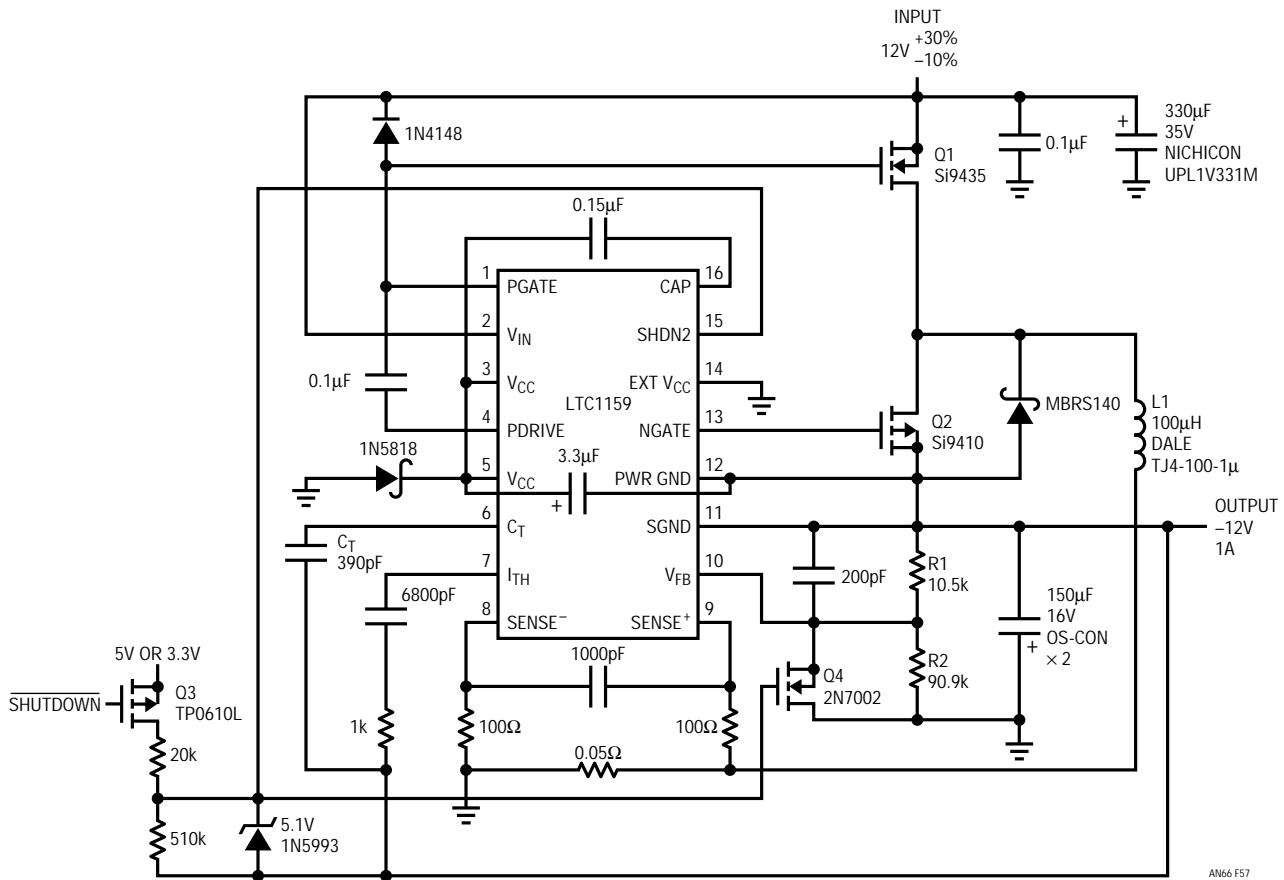 INPUT
12V +30%
–10%
1N4148
Q1
Si9435
0.1µF
+
330µF
35V
NICHICON
UPL1V331M
0.15µF
1
PGATE
CAP
16
2
VIN
SHDN2
15
3
VCC
EXT VCC
14
LTC1159
0.1µF
4
PDRIVE
NGATE
13
Q2
Si9410
MBRS140
L1
100µH
DALE
TJ4-100-1µ
1N5818
5
VCC
3.3µF
+
PWR GND
12
6
CT
SGND
11
OUTPUT
–12V
1A
CT
390pF
7
ITH
VFB
10
200pF
R1
10.5k
6800pF
8
SENSE–
SENSE+
9
150µF
16V
OS-CON
+
× 2
1000pF
Q4
2N7002
R2
90.9k
5V OR 3.3V
SHUTDOWN
Q3
TP0610L
20k
1k
100Ω
100Ω
0.05Ω
510k
5.1V
1N5993
AN66 F57